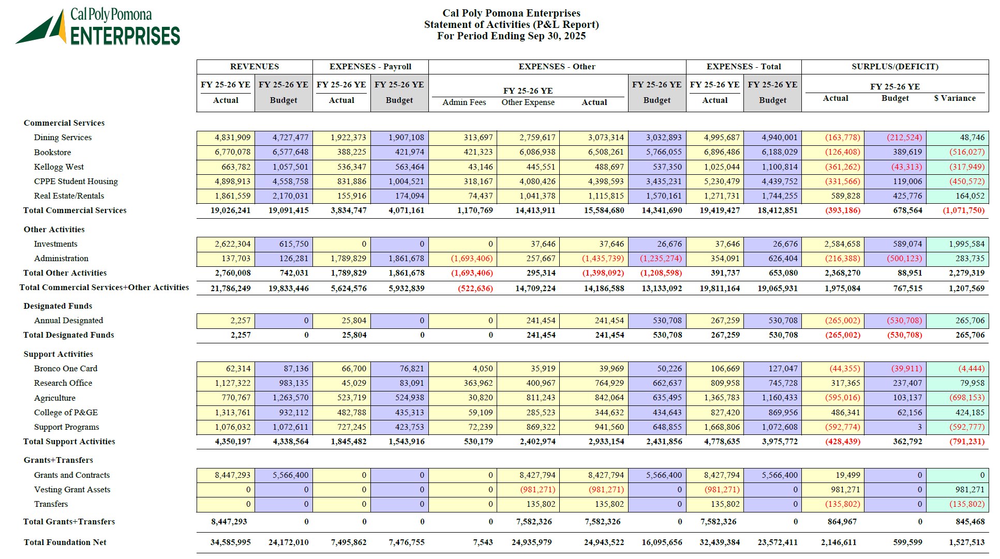 Cal Poly Pomona
ENTERPRISES
Cal Poly Pomona Enterprises
Statement of Activities (P&L Report)
For Period Ending Sep 30, 2025
REVENUES EXPENSES - Payroll EXPENSES - Other EXPENSES - Total SURPLUS/(DEFICIT)
FY 25-26 YE FY 25-26 YE FY 25-26 YE FY 25-26 YE FY 25-26 YE FY 25-26 YE FY 25-26 YE FY 25-26 YE FY 25-26 YE
Actual Budget Actual Budget Admin Fees Other Expense Actual Budget Actual Budget Actual Budget $ Variance
Commercial Services
Dining Services 4,831,909 4,727,477 1,922,373 1,907,108 313,697 2,759,617 3,073,314 3,032,893 4,995,687 4,940,001 (163,778) (212,524) 48,746
Bookstore 6,770,078 6,577,648 388,225 421,974 421,323 6,086,938 6,508,261 5,766,055 6,896,486 6,188,029 (126,408) 389,619 (516,027)
Kellogg West 663,782 1,057,501 536,347 563,464 43,146 445,551 488,697 537,350 1,025,044 1,100,814 (361,262) (43,313) (317,949)
CPPE Student Housing 4,898,913 4,558,758 831,886 1,004,521 318,167 4,080,426 4,398,593 3,435,231 5,230,479 4,439,752 (331,566) 119,006 (450,572)
Real Estate/Rentals 1,861,559 2,170,031 155,916 174,094 74,437 1,041,378 1,115,815 1,570,161 1,271,731 1,744,255 589,828 425,776 164,052
Total Commercial Services 19,026,241 19,091,415 3,834,747 4,071,161 1,170,769 14,413,911 15,584,680 14,341,690 19,419,427 18,412,851 (393,186) 678,564 (1,071,750)
Other Activities
Investments 2,622,304 615,750 0 0 0 37,646 37,646 26,676 37,646 26,676 2,584,658 589,074 1,995,584
Administration 137,703 126,281 1,789,829 1,861,678 (1,693,406) 257,667 (1,435,739) (1,235,274) 354,091 626,404 (216,388) (500,123) 283,735
Total Other Activities 2,760,008 742,031 1,789,829 1,861,678 (1,693,406) 295,314 (1,398,092) (1,208,598) 391,737 653,080 2,368,270 88,951 2,279,319
Total Commercial Services+Other Activities 21,786,249 19,833,446 5,624,576 5,932,839 (522,636) 14,709,224 14,186,588 13,133,092 19,811,164 19,065,931 1,975,084 767,515 1,207,569
Designated Funds
Annual Designated 2,257 0 25,804 0 0 241,454 241,454 530,708 267,259 530,708 (265,002) (530,708) 265,706
Total Designated Funds 2,257 0 25,804 0 0 241,454 241,454 530,708 267,259 530,708 (265,002) (530,708) 265,706
Support Activities
Bronco One Card 62,314 87,136 66,700 76,821 4,050 35,919 39,969 50,226 106,669 127,047 (44,355) (39,911) (4,444)
Research Office 1,127,322 983,135 45,029 83,091 363,962 400,967 764,929 662,637 809,958 745,728 317,365 237,407 79,958
Agriculture 770,767 1,263,570 523,719 524,938 30,820 811,243 842,064 635,495 1,365,783 1,160,433 (595,016) 103,137 (698,153)
College of P&GE 1,313,761 932,112 482,788 435,313 59,109 285,523 344,632 434,643 827,420 869,956 486,341 62,156 424,185
Support Programs 1,076,032 1,072,611 727,245 423,753 72,239 869,322 941,560 648,855 1,668,806 1,072,608 (592,774) 3 (592,777)
Total Support Activities 4,350,197 4,338,564 1,845,482 1,543,916 530,179 2,402,974 2,933,154 2,431,856 4,778,635 3,975,772 (428,439) 362,792 (791,231)
Grants+Transfers
Grants and Contracts 8,447,293 5,566,400 0 0 0 8,427,794 8,427,794 5,566,400 8,427,794 5,566,400 19,499 0 0
Vesting Grant Assets 0 0 0 0 0 (981,271) (981,271) 0 (981,271) 0 981,271 0 981,271
Transfers 0 0 0 0 0 135,802 135,802 0 135,802 0 (135,802) 0 (135,802)
Total Grants+Transfers 8,447,293 0 0 0 0 7,582,326 7,582,326 0 7,582,326 0 864,967 0 845,468
Total Foundation Net 34,585,995 24,172,010 7,495,862 7,476,755 7,543 24,935,979 24,943,522 16,095,656 32,439,384 23,572,411 2,146,611 599,599 1,527,513